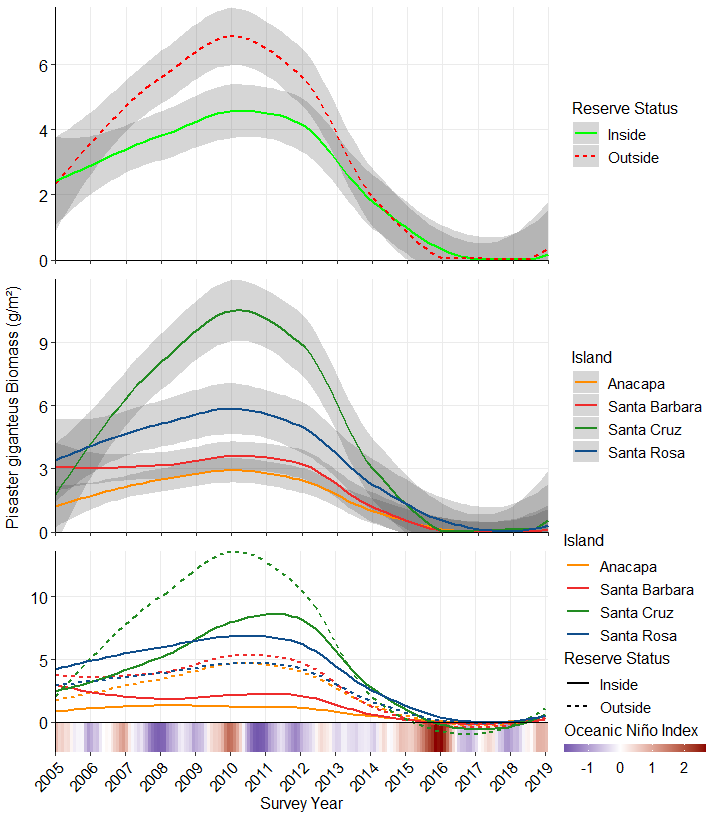 6
4
2
0
Reserve Status
Inside
Outside
Pisaster giganteus Biomass (g/m²)
9
6
3
0
Island
Anacapa
Santa Barbara
Santa Cruz
Santa Rosa
10
5
0
Island
Anacapa
Santa Barbara
Santa Cruz
Santa Rosa
Reserve Status
Inside
Outside
Oceanic Niño Index
-1 0 1 2
2005 2006 2007 2008 2009 2010 2011 2012 2013 2014 2015 2016 2017 2018 2019
Survey Year